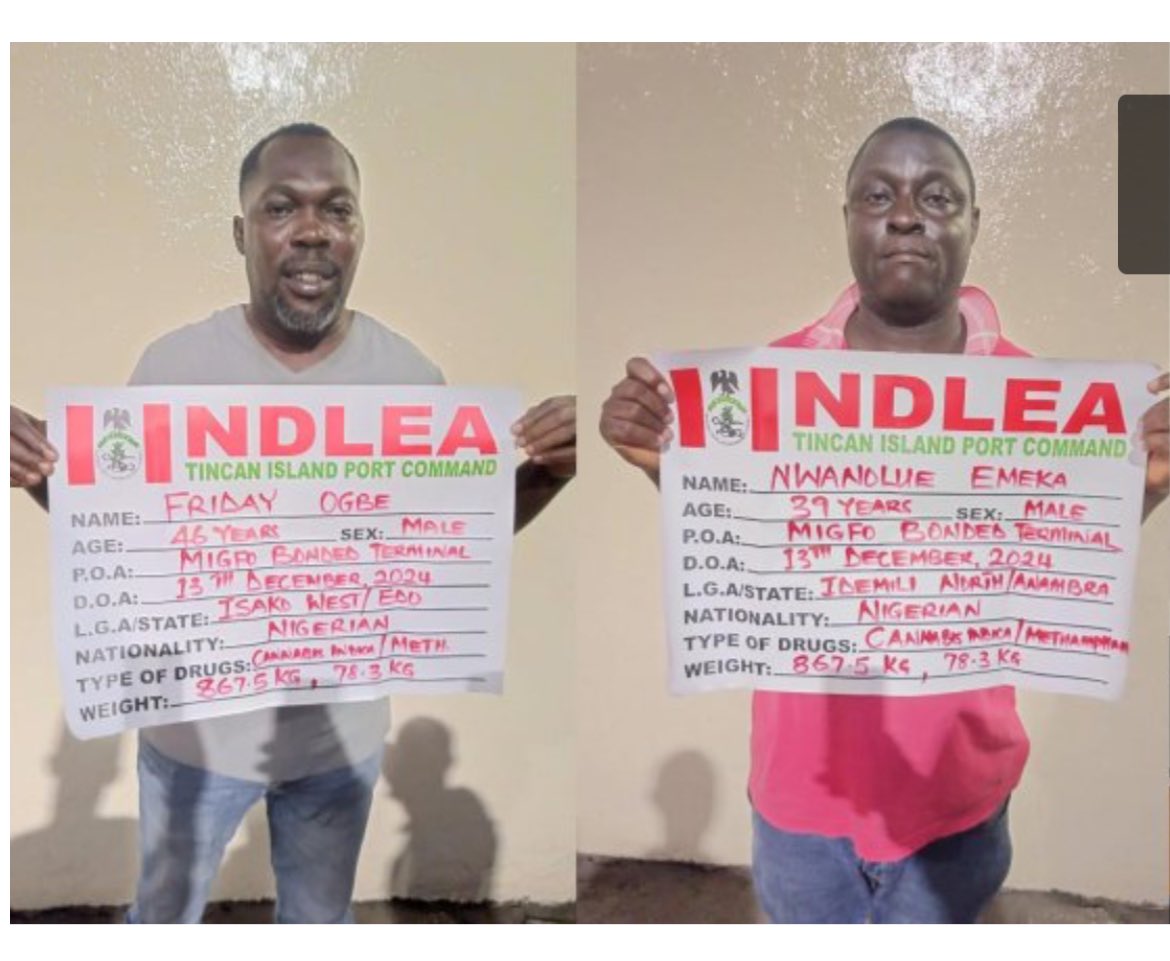 NDLEA
TINCAN ISLAND PORT COMMAND
NAME: FRIDAY OGBE
AGE: 46 YEARS SEX: MALE
P.O.A: MIGFO BONDED TERMINAL
D.O.A: 13TH DECEMBER, 2024
L.G.A/STATE: ISAKO WEST/EDO
NATIONALITY: NIGERIAN
TYPE OF DRUGS: CANNABIS INDICA/METH.
WEIGHT: 867.5 KG, 78.3 KG
NDLEA
TINCAN ISLAND PORT COMMAND
NAME: NWANOLUE EMEKA
AGE: 39 YEARS SEX: MALE
P.O.A: MIGFO BONDED TERMINAL
D.O.A: 13TH DECEMBER, 2024
L.G.A/STATE: IDEMILI NORTH/ANAMBRA
NATIONALITY: NIGERIAN
TYPE OF DRUGS: CANNABIS INDICA/METHAMPHAM
WEIGHT: 867.5 KG, 78.3 KG